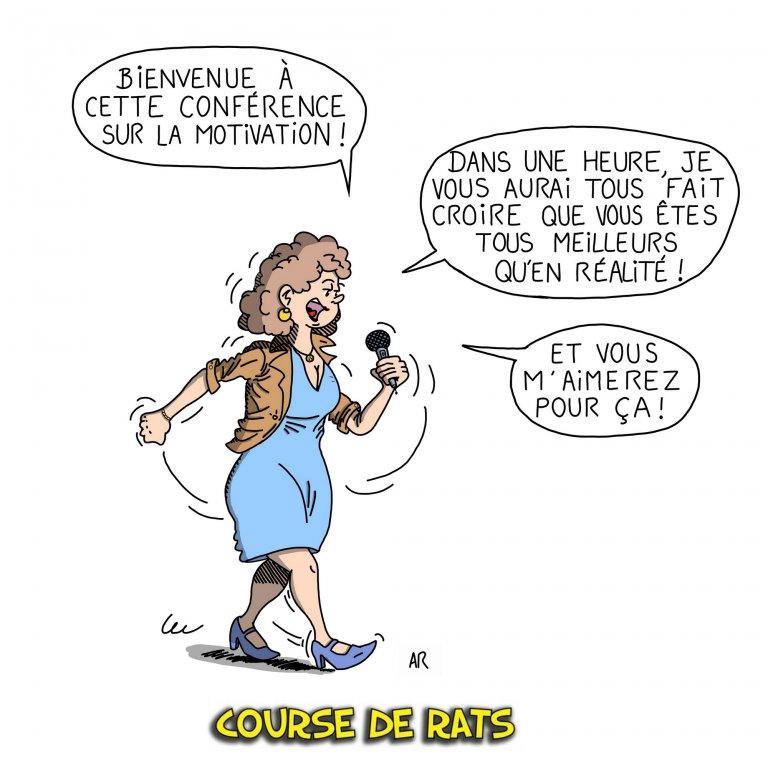 BIENVENUE À
CETTE CONFÉRENCE
SUR LA MOTIVATION !
DANS UNE HEURE, JE
VOUS AURAI TOUS FAIT
CROIRE QUE VOUS ÊTES
TOUS MEILLEURS
QU'EN RÉALITÉ !
ET VOUS
M'AIMEREZ
POUR ÇA !
AR
COURSE DE RATS